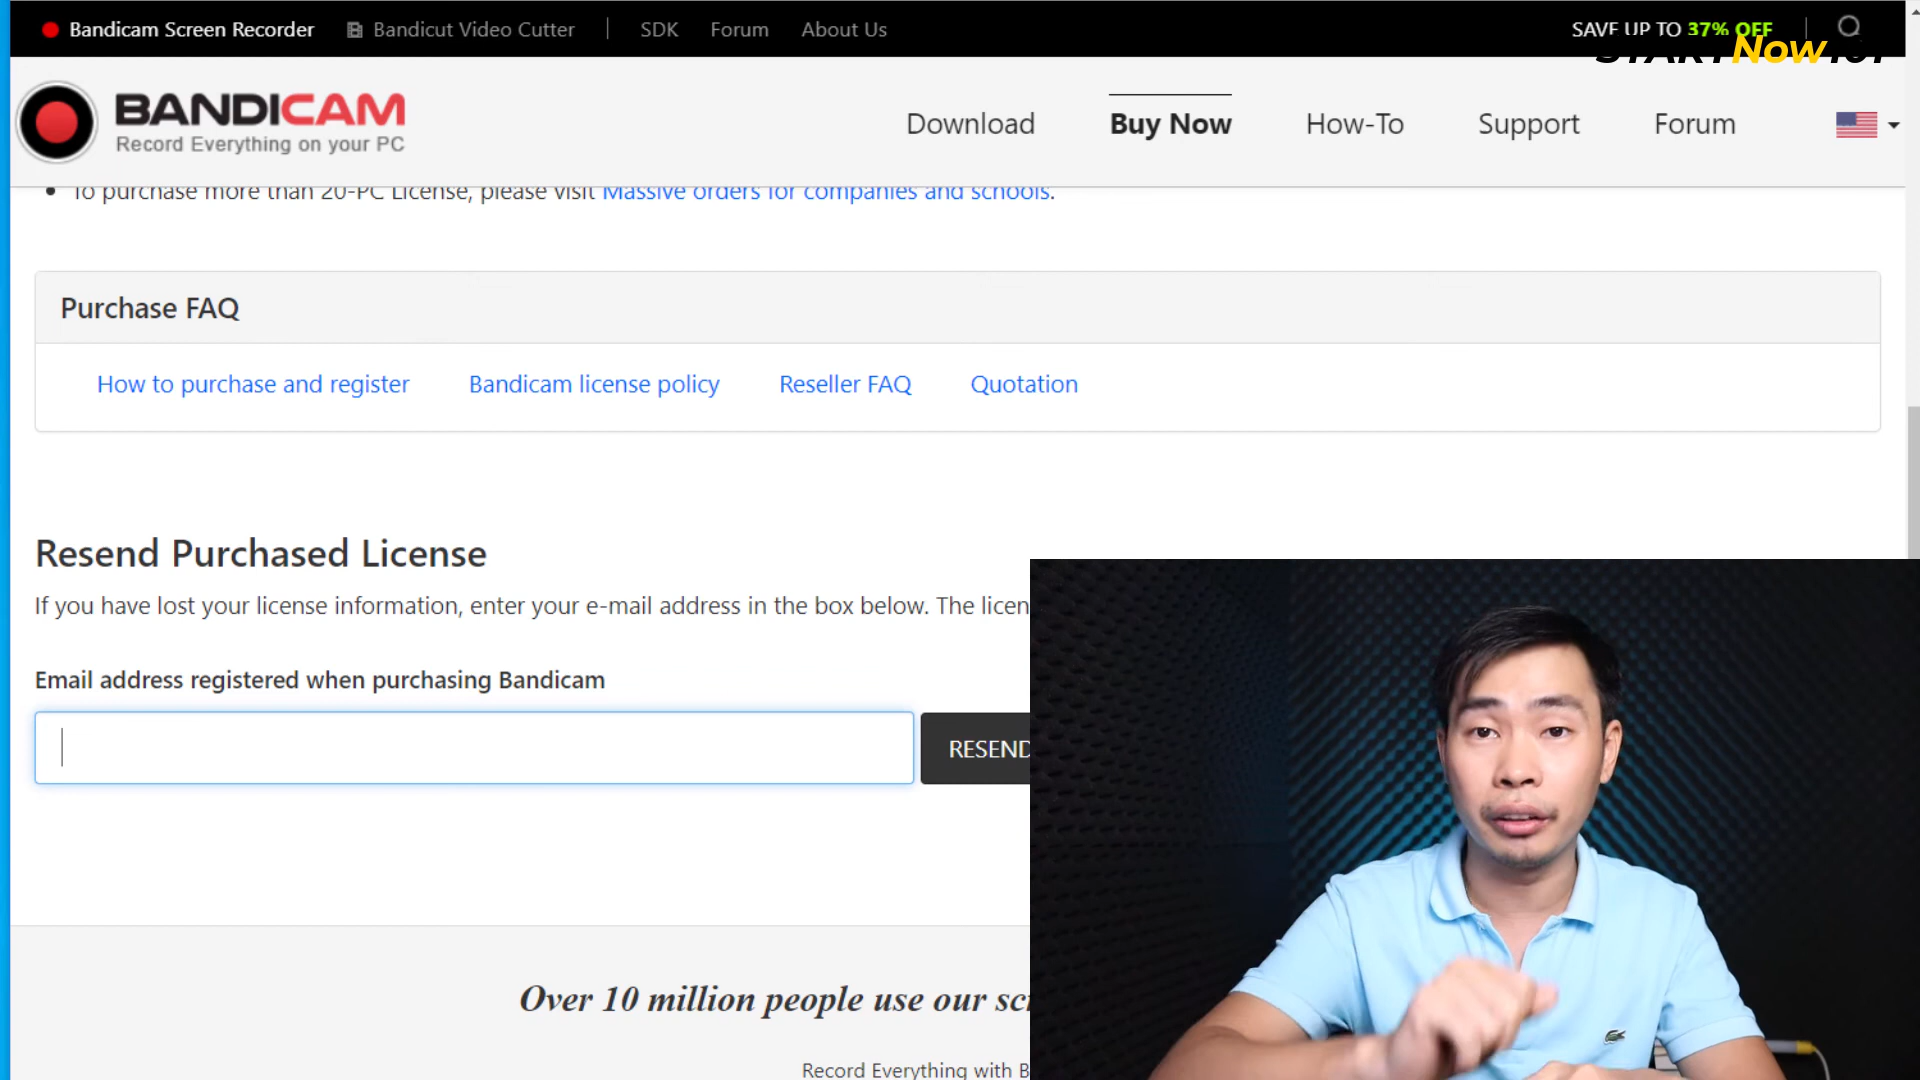 Bandicam Screen Recorder Bandicut Video Cutter SDK Forum About Us SAVE UP TO 37% OFF
STARTNow101
BANDICAM
Record Everything on your PC
Download Buy Now How-To Support Forum
To purchase more than 20-PC License, please visit Massive orders for companies and schools.
Purchase FAQ
How to purchase and register Bandicam license policy Reseller FAQ Quotation
Resend Purchased License
If you have lost your license information, enter your e-mail address in the box below. The licen
Email address registered when purchasing Bandicam
RESEND
Over 10 million people use our scr
Record Everything with B